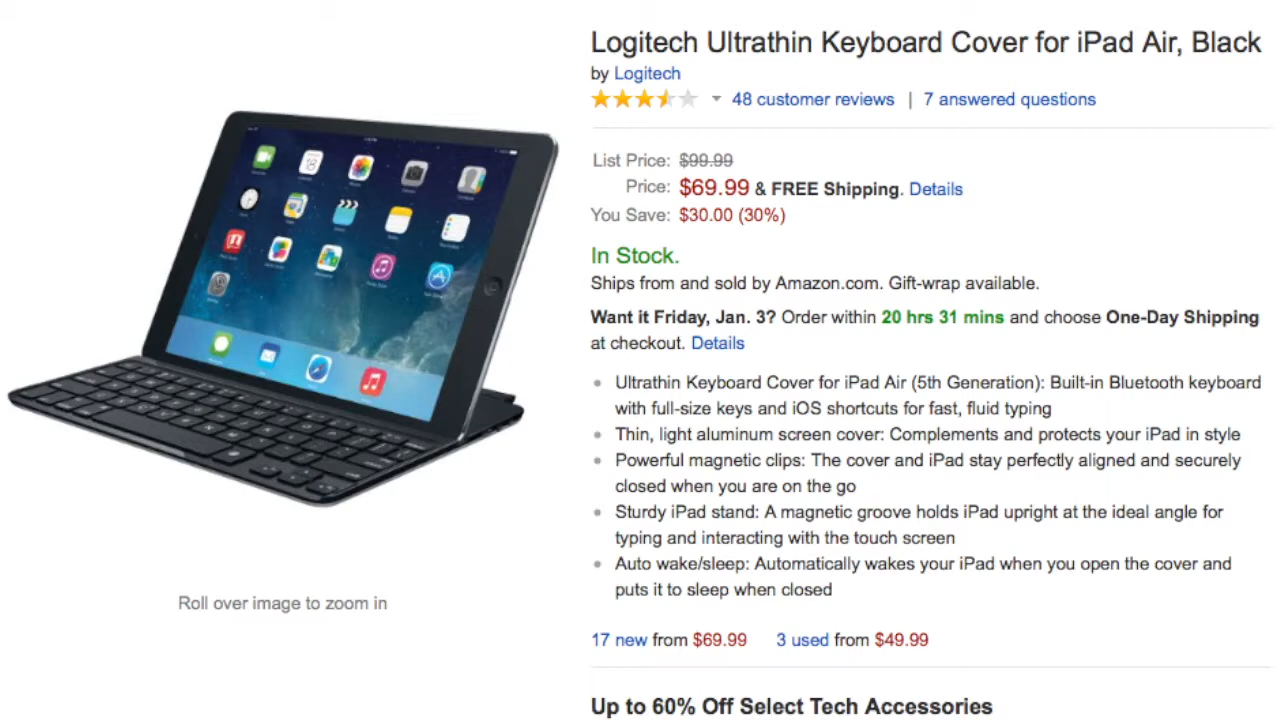 Logitech Ultrathin Keyboard Cover for iPad Air, Black
by Logitech
48 customer reviews | 7 answered questions
List Price: $99.99
Price: $69.99 & FREE Shipping. Details
You Save: $30.00 (30%)
In Stock.
Ships from and sold by Amazon.com. Gift-wrap available.
Want it Friday, Jan. 3? Order within 20 hrs 31 mins and choose One-Day Shipping
at checkout. Details
Ultrathin Keyboard Cover for iPad Air (5th Generation): Built-in Bluetooth keyboard
with full-size keys and iOS shortcuts for fast, fluid typing
Thin, light aluminum screen cover: Complements and protects your iPad in style
Powerful magnetic clips: The cover and iPad stay perfectly aligned and securely
closed when you are on the go
Sturdy iPad stand: A magnetic groove holds iPad upright at the ideal angle for
typing and interacting with the touch screen
Auto wake/sleep: Automatically wakes your iPad when you open the cover and
puts it to sleep when closed
Roll over image to zoom in
17 new from $69.99 3 used from $49.99
Up to 60% Off Select Tech Accessories